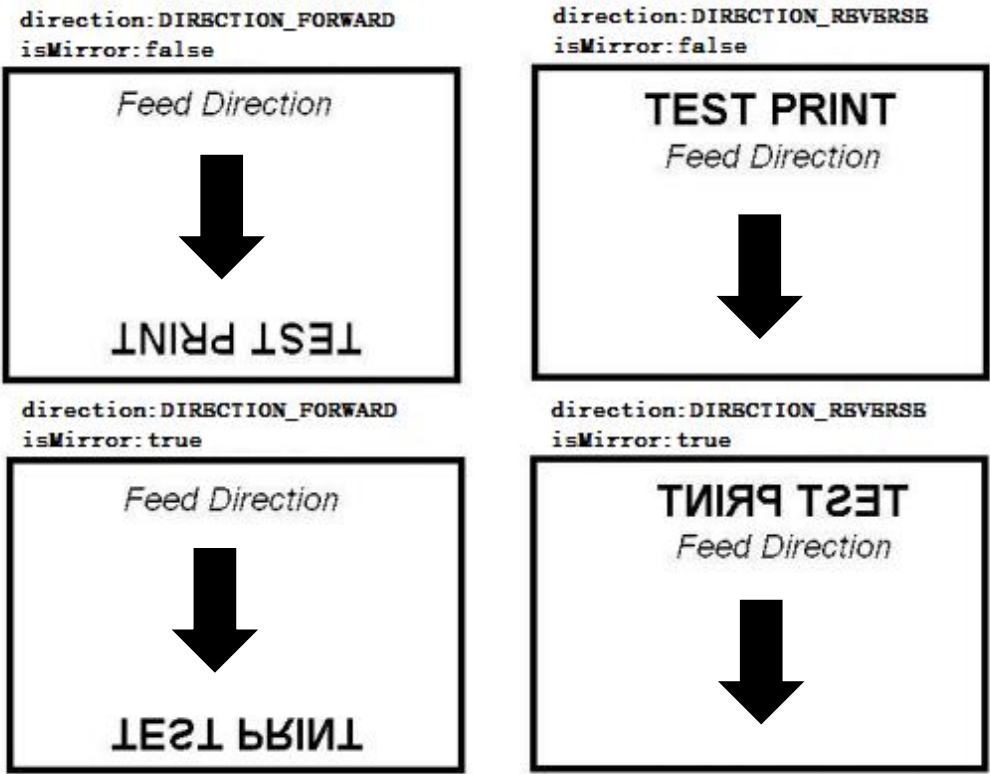 direction:DIRECTION_FORWARD
isMirror:false
Feed Direction
TEST PRINT
direction:DIRECTION_REVERSE
isMirror:false
TEST PRINT
Feed Direction
direction:DIRECTION_FORWARD
isMirror:true
Feed Direction
TEST PRINT
direction:DIRECTION_REVERSE
isMirror:true
TEST PRINT
Feed Direction